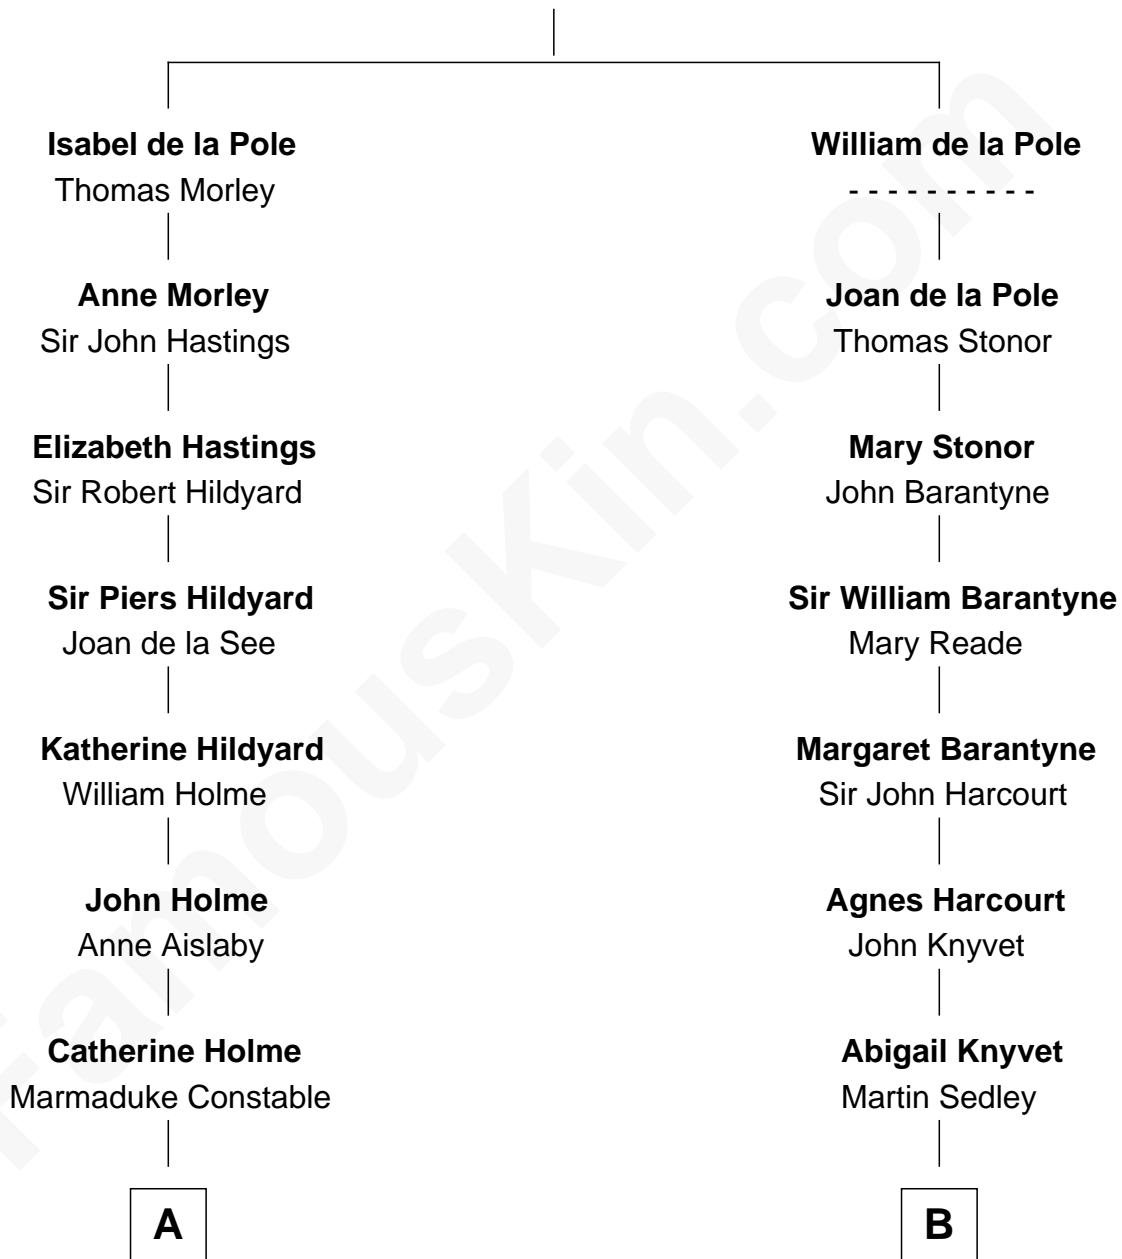 Isabel de la Pole
Thomas Morley
Anne Morley
Sir John Hastings
Elizabeth Hastings
Sir Robert Hildyard
Sir Piers Hildyard
Joan de la See
Katherine Hildyard
William Holme
John Holme
Anne Aislaby
Catherine Holme
Marmaduke Constable
A
William de la Pole
- - - - - - - - - -
Joan de la Pole
Thomas Stonor
Mary Stonor
John Barantyne
Sir William Barantyne
Mary Reade
Margaret Barantyne
Sir John Harcourt
Agnes Harcourt
John Knyvet
Abigail Knyvet
Martin Sedley
B
FamousKin.com